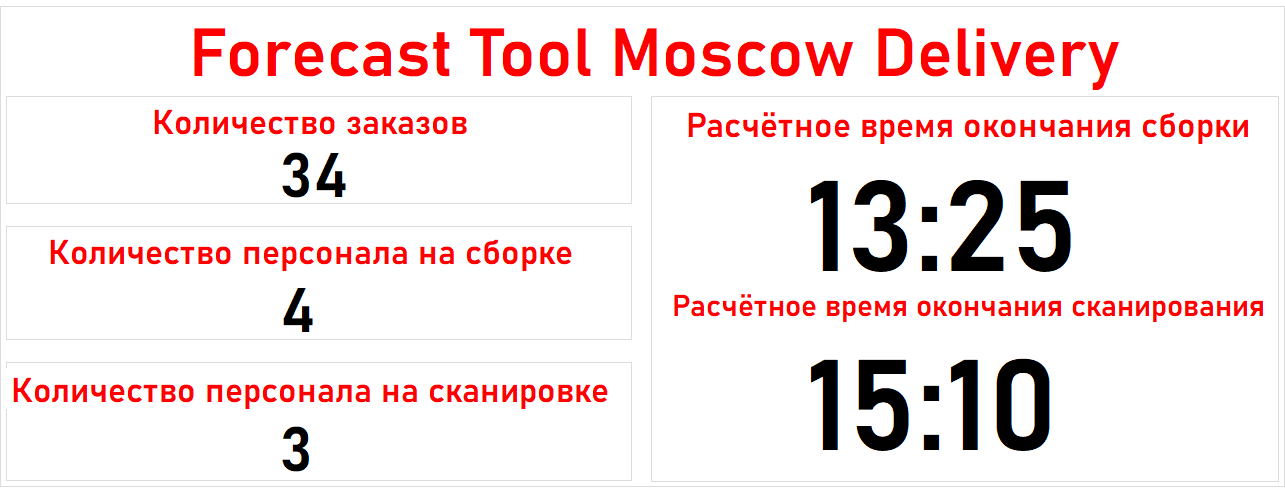 Forecast Tool Moscow Delivery
Количество заказов
34
Количество персонала на сборке
4
Количество персонала на сканировке
3
Расчётное время окончания сборки
13:25
Расчётное время окончания сканирования
15:10